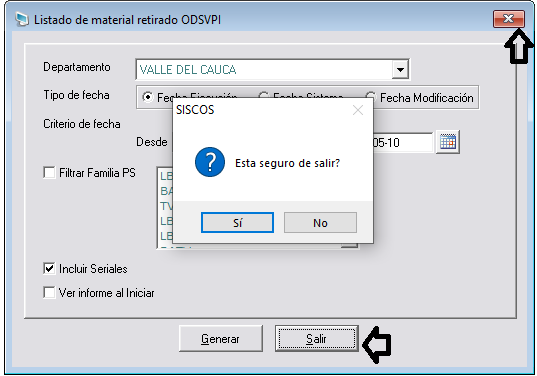 Listado de material retirado ODSVPI
Departamento
VALLE DEL CAUCA
Tipo de fecha
Fecha Ejecución Fecha Sistema Fecha Modificación
SISCOS
Criterio de fecha
Desde
05-10
Esta seguro de salir?
Filtrar Familia PS
LB
BA
TV
LB
LB
Sí No
Incluir Seriales
Ver informe al Iniciar
Generar Salir